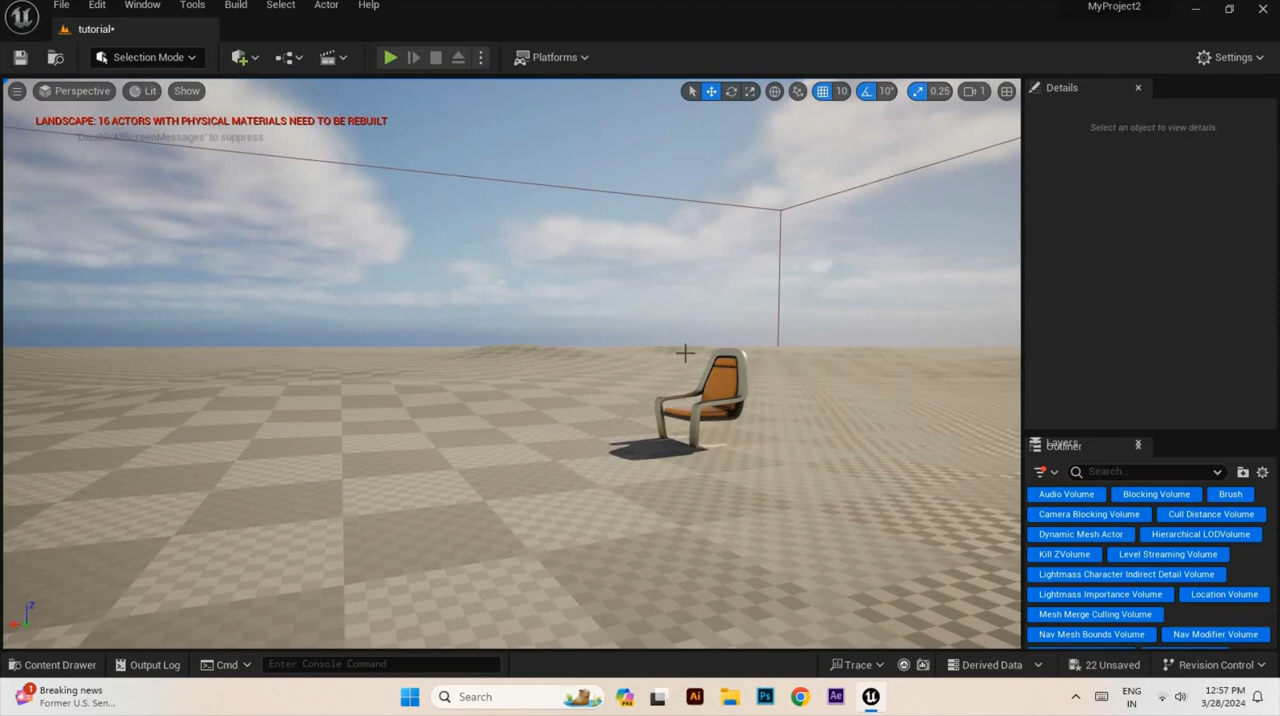 File Edit Window Tools Build Select Actor Help MyProject2
tutorial•
Selection Mode Platforms Settings
Perspective Lit Show 10 10° 0.25 1 Details
LANDSCAPE: 16 ACTORS WITH PHYSICAL MATERIALS NEED TO BE REBUILT
'DisableAllScreenMessages' to suppress
Select an object to view details.
Layers
Outliner
Search...
Audio Volume Blocking Volume Brush
Camera Blocking Volume Cull Distance Volume
Dynamic Mesh Actor Hierarchical LODVolume
Kill ZVolume Level Streaming Volume
Lightmass Character Indirect Detail Volume
Lightmass Importance Volume Location Volume
Mesh Merge Culling Volume
Nav Mesh Bounds Volume Nav Modifier Volume
Content Drawer Output Log Cmd Enter Console Command Trace Derived Data 22 Unsaved Revision Control
1 Breaking news
Former U.S. Sen...
Search PRE Ai Ps Ae
ENG
IN
12:57 PM
3/28/2024